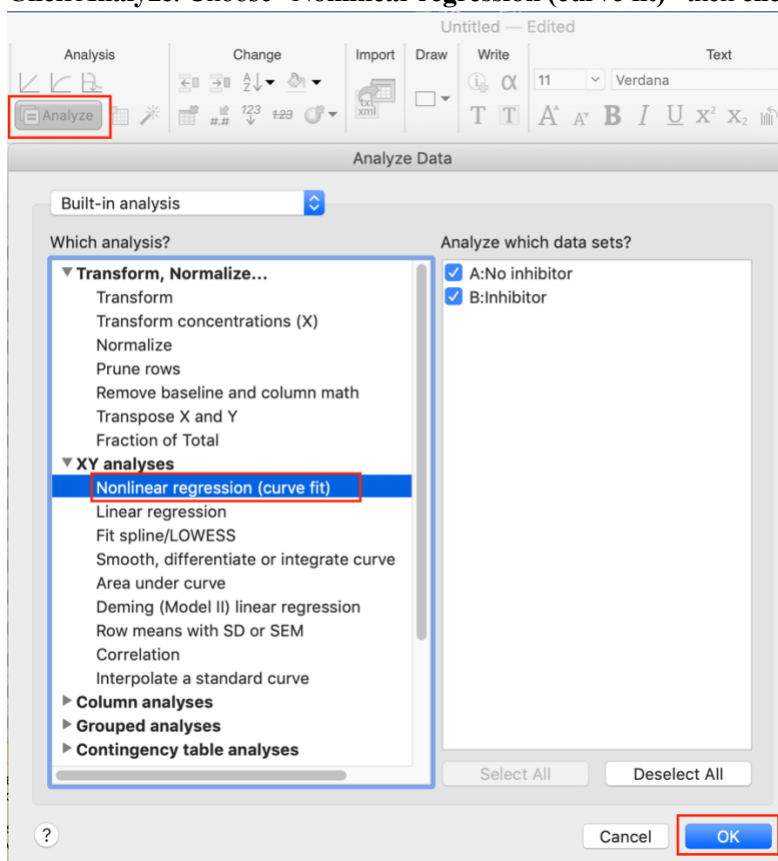 Untitled — Edited
Analysis Change Import Draw Write Text
11 Verdana
Analyze
Analyze Data
Built-in analysis
Which analysis?
Analyze which data sets?
Transform, Normalize...
Transform
Transform concentrations (X)
Normalize
Prune rows
Remove baseline and column math
Transpose X and Y
Fraction of Total
XY analyses
Nonlinear regression (curve fit)
Linear regression
Fit spline/LOWESS
Smooth, differentiate or integrate curve
Area under curve
Deming (Model II) linear regression
Row means with SD or SEM
Correlation
Interpolate a standard curve
Column analyses
Grouped analyses
Contingency table analyses
A:No inhibitor
B:Inhibitor
Select All
Deselect All
?
Cancel
OK